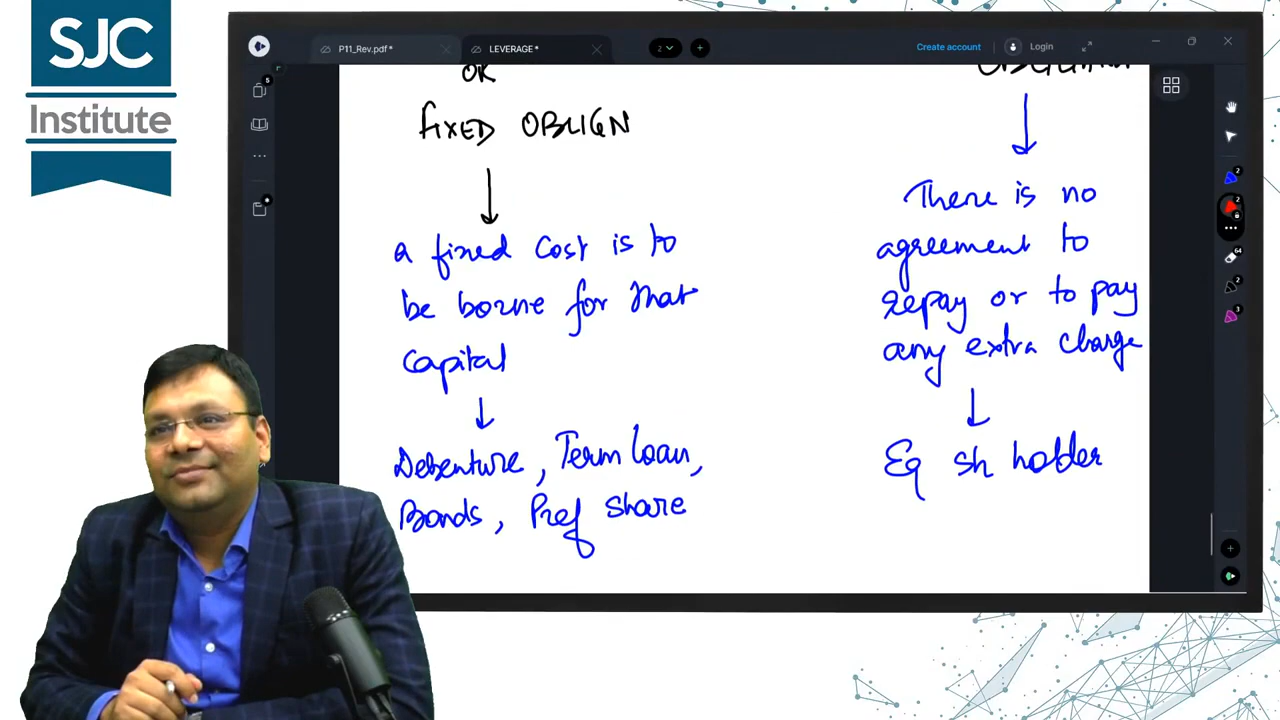 SJC
Institute
P11_Rev.pdf*
LEVERAGE*
2
Create account
Login
OR
FIXED OBLIGN
a fixed cost is to
be borne for that
capital
Debenture, Term loan,
Bonds, Pref share
There is no
agreement to
repay or to pay
any extra charge
Eq sh holder